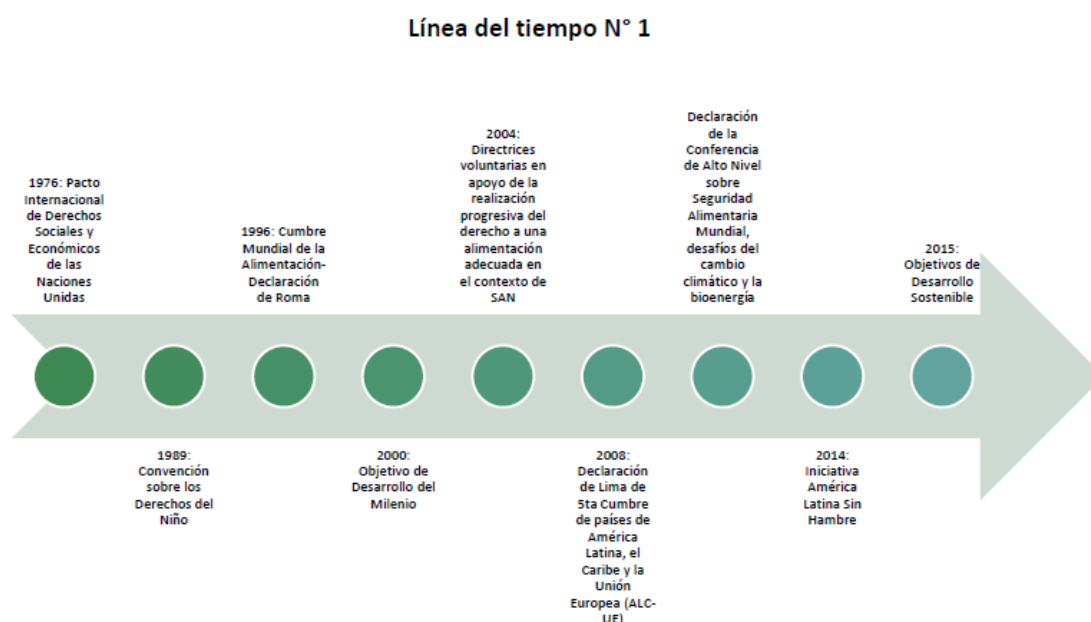 Línea del tiempo N° 1
1976: Pacto
Internacional
de Derechos
Sociales y
Económicos
de las
Naciones
Unidas
1989:
Convención
sobre los
Derechos del
Niño
1996: Cumbre
Mundial de la
Alimentación-
Declaración
de Roma
2000:
Objetivo de
Desarrollo del
Milenio
2004:
Directrices
voluntarias en
apoyo de la
realización
progresiva del
derecho a una
alimentación
adecuada en
el contexto de
SAN
2008:
Declaración
de Lima de
5ta Cumbre
de países de
América
Latina, el
Caribe y la
Unión
Europea (ALC-
UE)
Declaración
de la
Conferencia
de Alto Nivel
sobre
Seguridad
Alimentaria
Mundial,
desafíos del
cambio
climático y la
bioenergía
2014:
Iniciativa
América
Latina Sin
Hambre
2015:
Objetivos de
Desarrollo
Sostenible